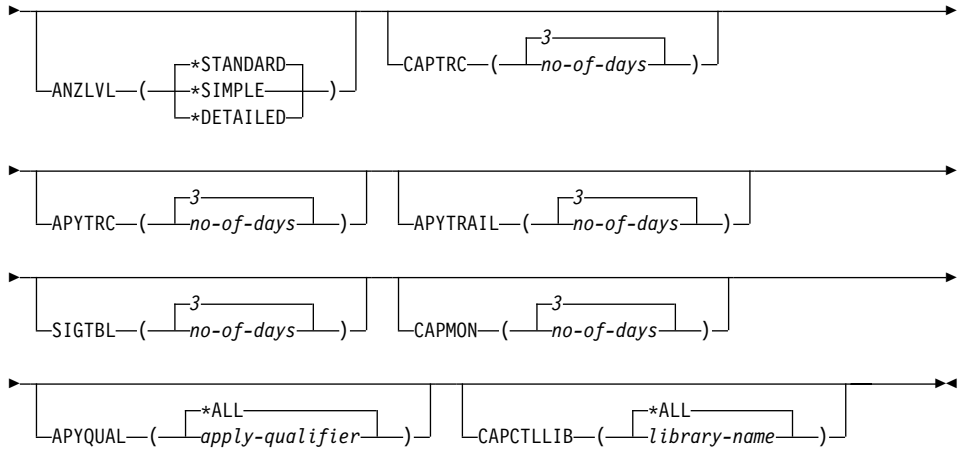 ANZLVL ( *STANDARD *SIMPLE *DETAILED ) CAPTRC ( 3 no-of-days )
APYTRC ( 3 no-of-days ) APYTRAIL ( 3 no-of-days )
SIGTBL ( 3 no-of-days ) CAPMON ( 3 no-of-days )
APYQUAL ( *ALL apply-qualifier ) CAPCTLLIB ( *ALL library-name )